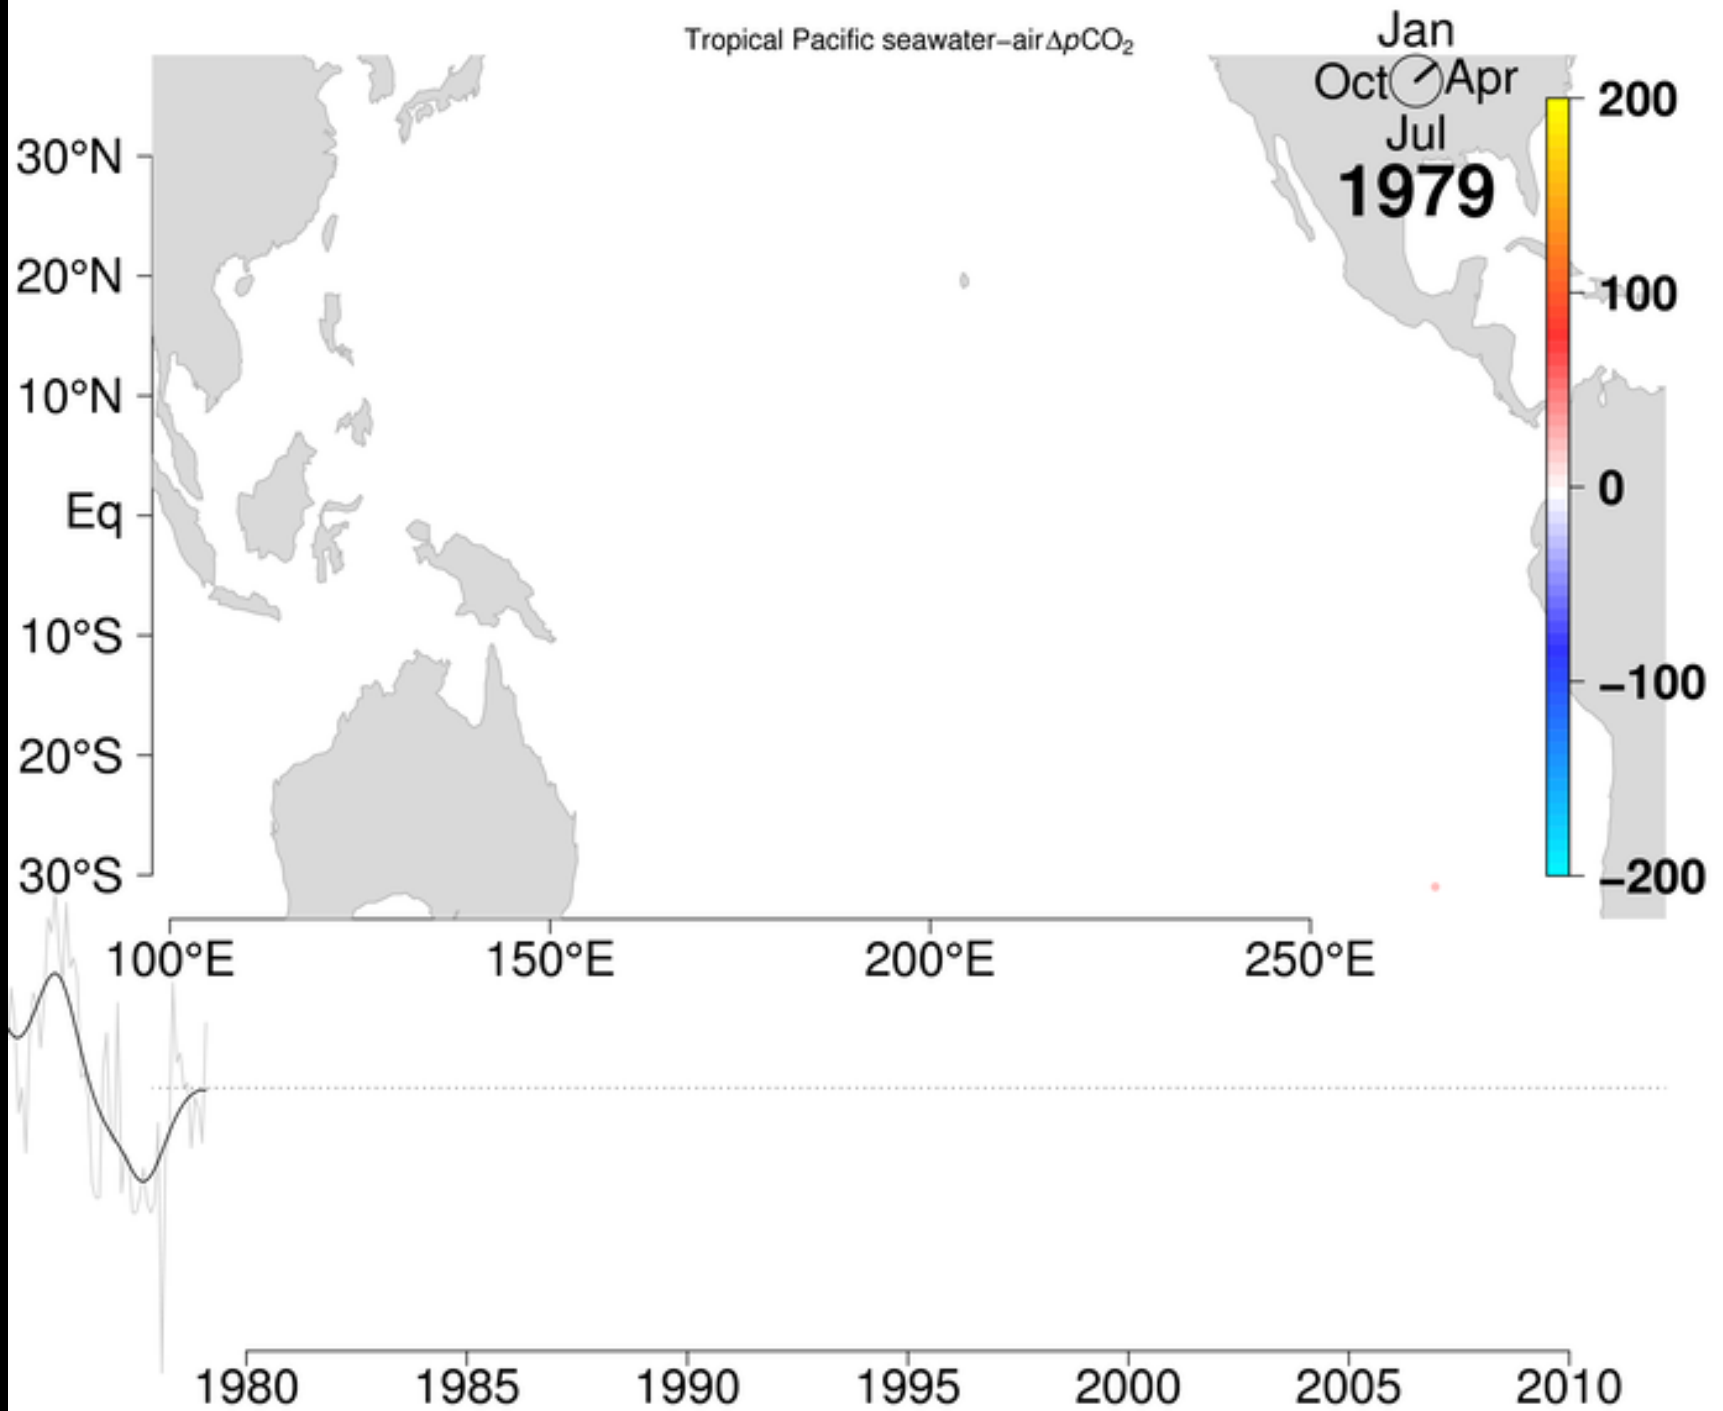 Tropical Pacific seawater–air ΔpCO₂
Jan
Oct Apr
Jul
1979
200
100
0
–100
–200
30°N
20°N
10°N
Eq
10°S
20°S
30°S
100°E 150°E 200°E 250°E
1980 1985 1990 1995 2000 2005 2010